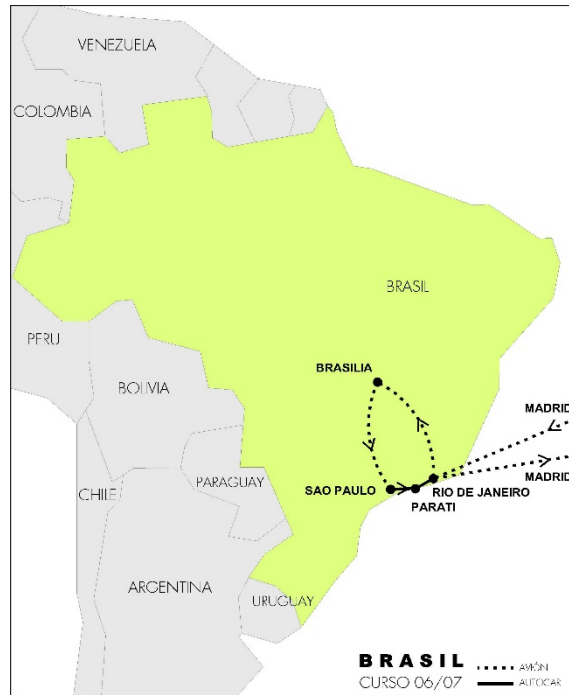 VENEZUELA
COLOMBIA
BRASIL
PERU
BRASILIA
BOLIVIA
MADRID
SAO PAULO
RIO DE JANEIRO
MADRID
PARATI
PARAGUAY
CHILE
ARGENTINA
URUGUAY
BRASIL
AVIÓN
CURSO 06/07
AUTOCAR